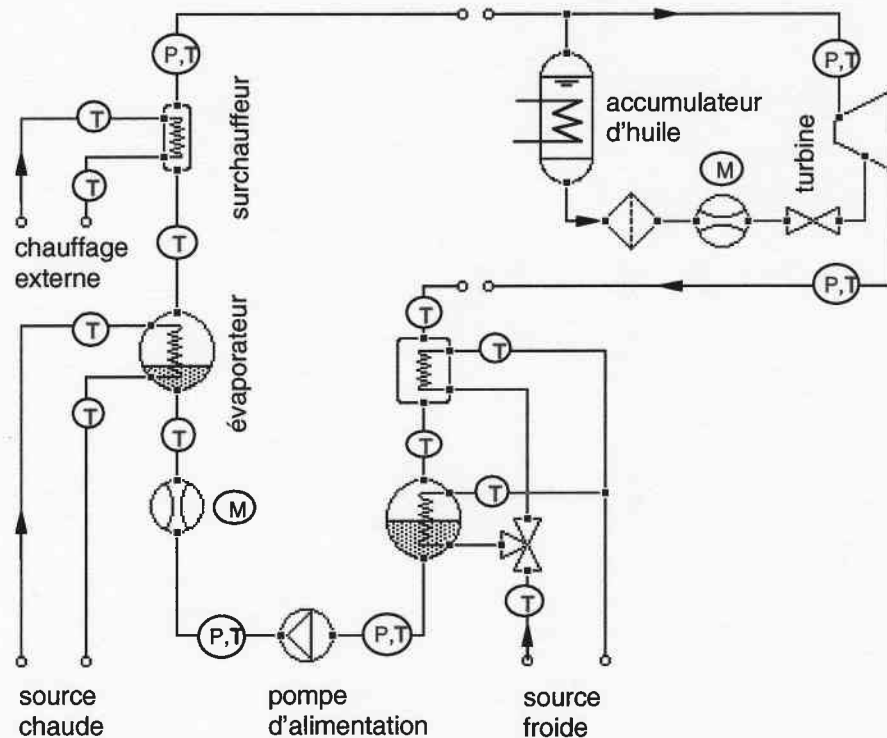 P,T
P,T
T
surchauffeur
accumulateur
d'huile
turbine
T
M
chauffage
externe
T
P,T
T
T
évaporateur
T
T
T
T
T
M
T
P,T
P,T
source
chaude
pompe
d'alimentation
source
froide